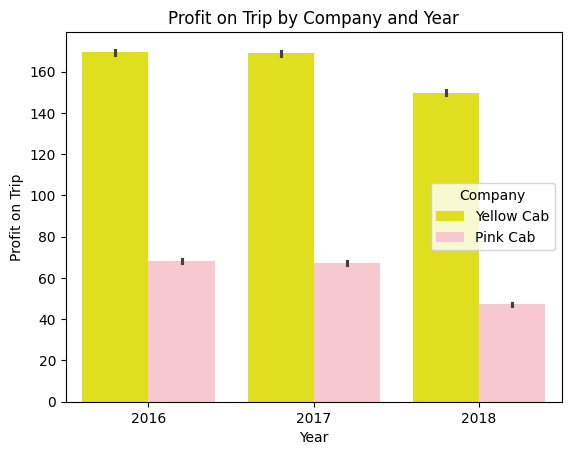 Profit on Trip by Company and Year
Profit on Trip
160
140
120
100
80
60
40
20
0
Company
Yellow Cab
Pink Cab
2016
2017
2018
Year